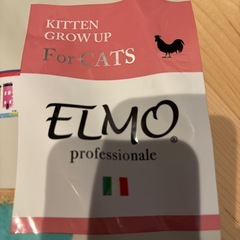 KITTEN
GROW UP
For CATS
ELMO®
professionale